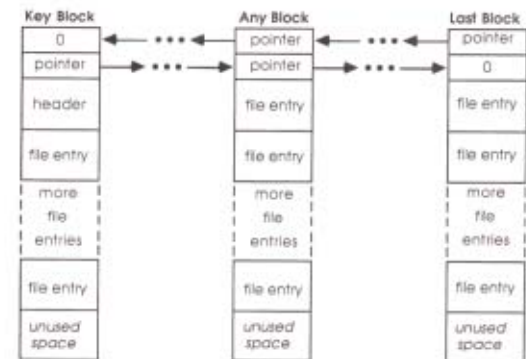 Key Block Any Block Last Block
0 pointer pointer
pointer pointer 0
header file entry file entry
file entry file entry file entry
more more more
file file file
entries entries entries
file entry file entry file entry
unused space unused space unused space